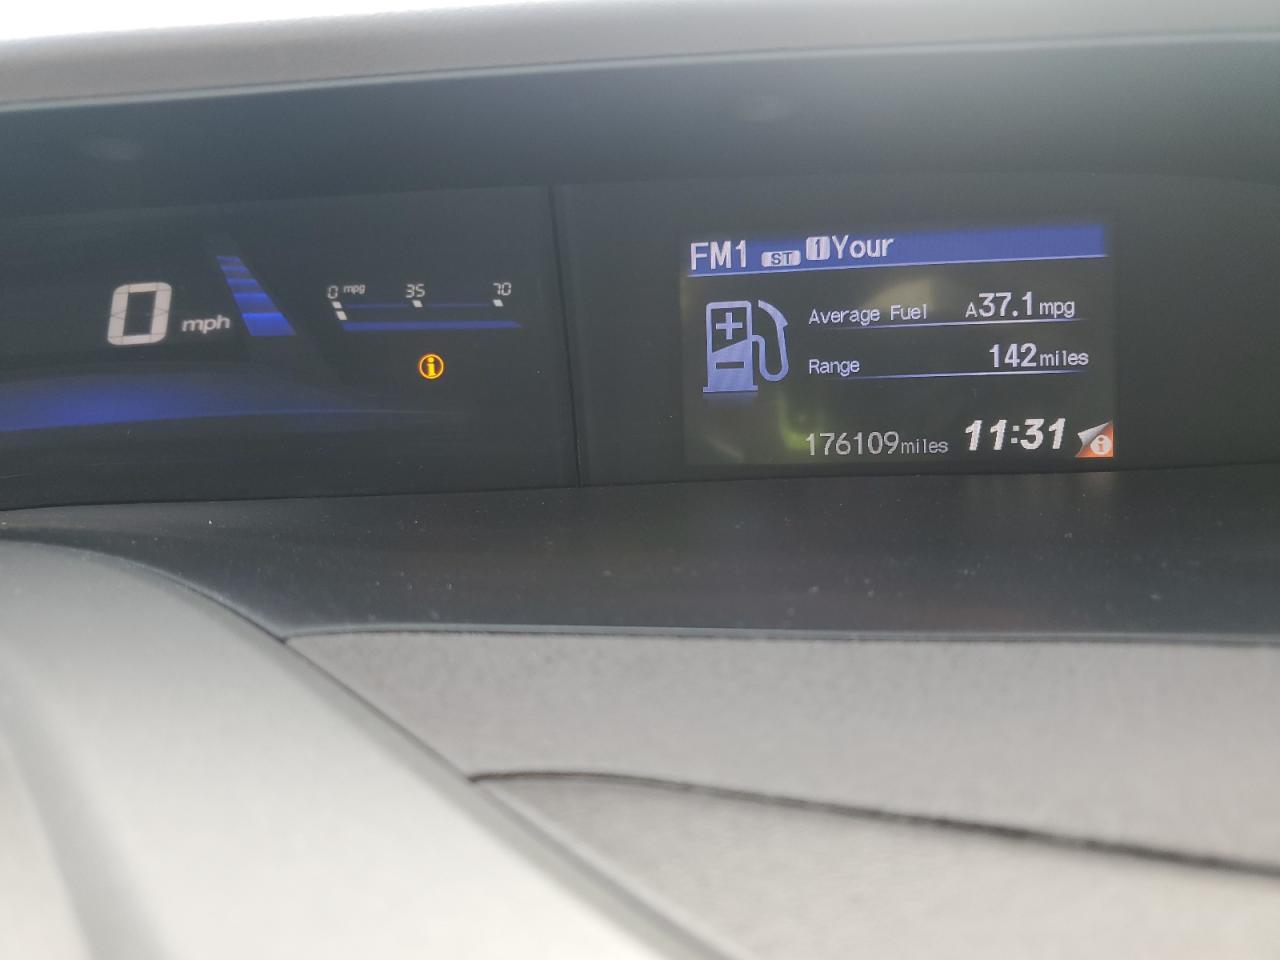 0 mph
0 mpg 35 70
i
FM1 ST 1 Your
Average Fuel A 37.1 mpg
Range 142 miles
176109 miles 11:31 i